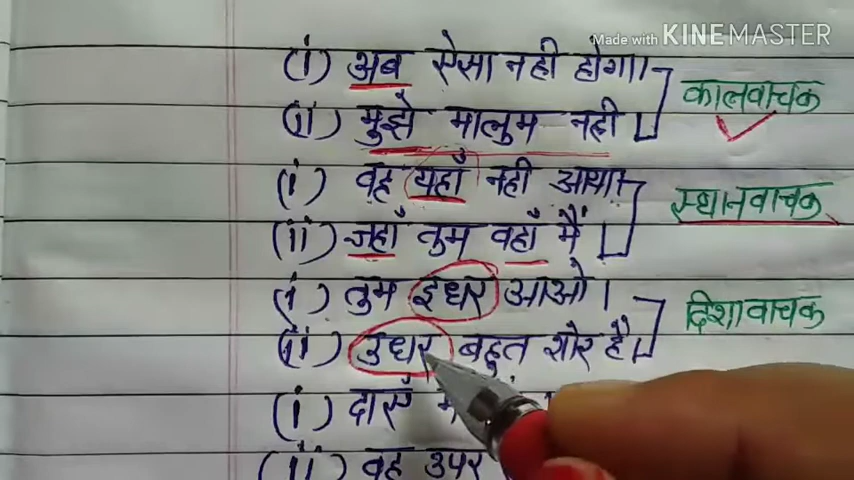 Made with KINEMASTER
(i) अब ऐसा नही होगा। कालवाचक
(ii) मुझे मालुम नही
(i) वह यहाँ नही आया। स्थानवाचक
(ii) जहाँ तुम वहाँ मैं
(i) तुम इधर आओ। दिशावाचक
(ii) उधर बहुत शोर है
(i) दाएँ
(ii) वह उपर